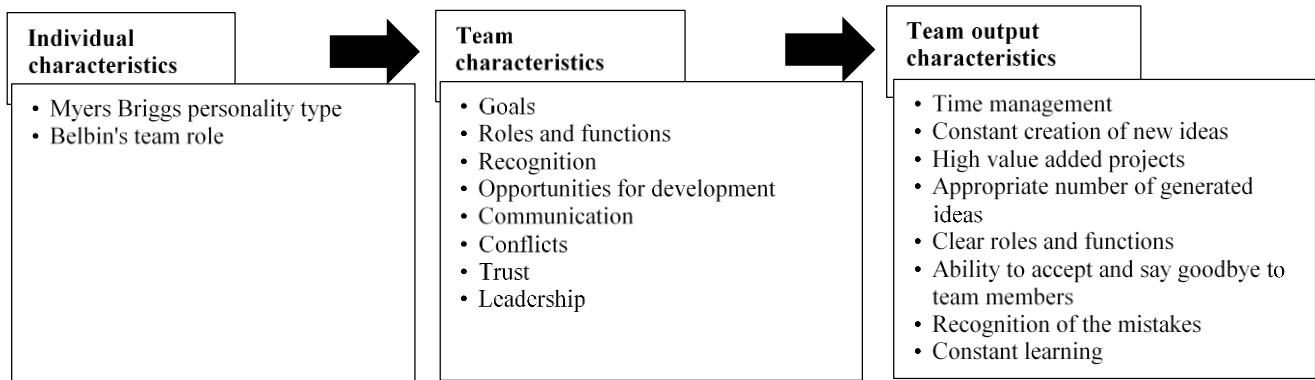 Individual
characteristics
• Myers Briggs personality type
• Belbin's team role
Team
characteristics
• Goals
• Roles and functions
• Recognition
• Opportunities for development
• Communication
• Conflicts
• Trust
• Leadership
Team output
characteristics
• Time management
• Constant creation of new ideas
• High value added projects
• Appropriate number of generated
ideas
• Clear roles and functions
• Ability to accept and say goodbye to
team members
• Recognition of the mistakes
• Constant learning